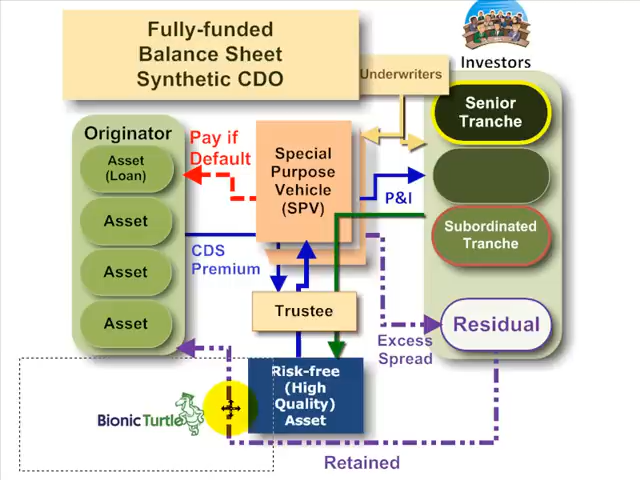 Fully-funded
Balance Sheet
Synthetic CDO
Underwriters
Investors
Senior
Tranche
Originator
Pay if
Default
Asset
(Loan)
Special
Purpose
Vehicle
(SPV)
P&I
Asset
Subordinated
Tranche
CDS
Premium
Asset
Trustee
Asset
Residual
Excess
Spread
Risk-free
(High
Quality)
Asset
Bionic Turtle
Retained